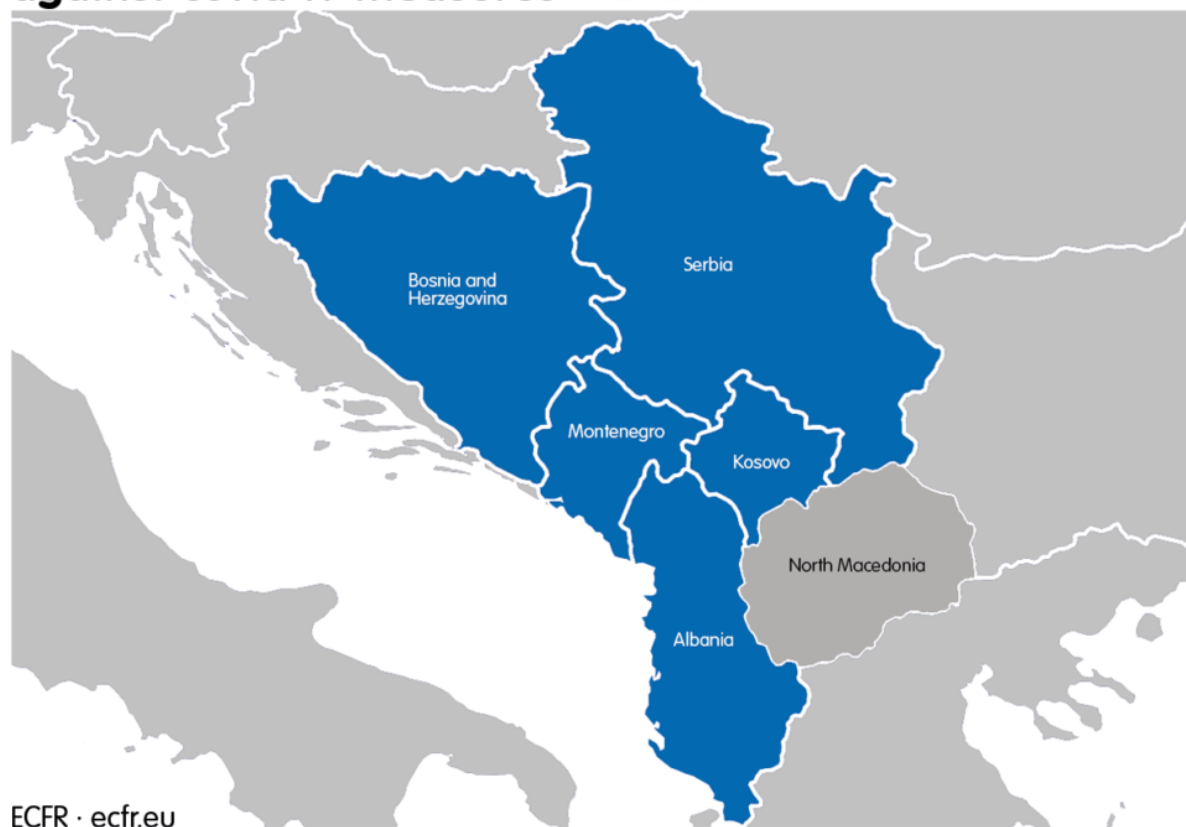 Bosnia and
Herzegovina
Serbia
Montenegro
Kosovo
North Macedonia
Albania
ECFR · ecfr.eu